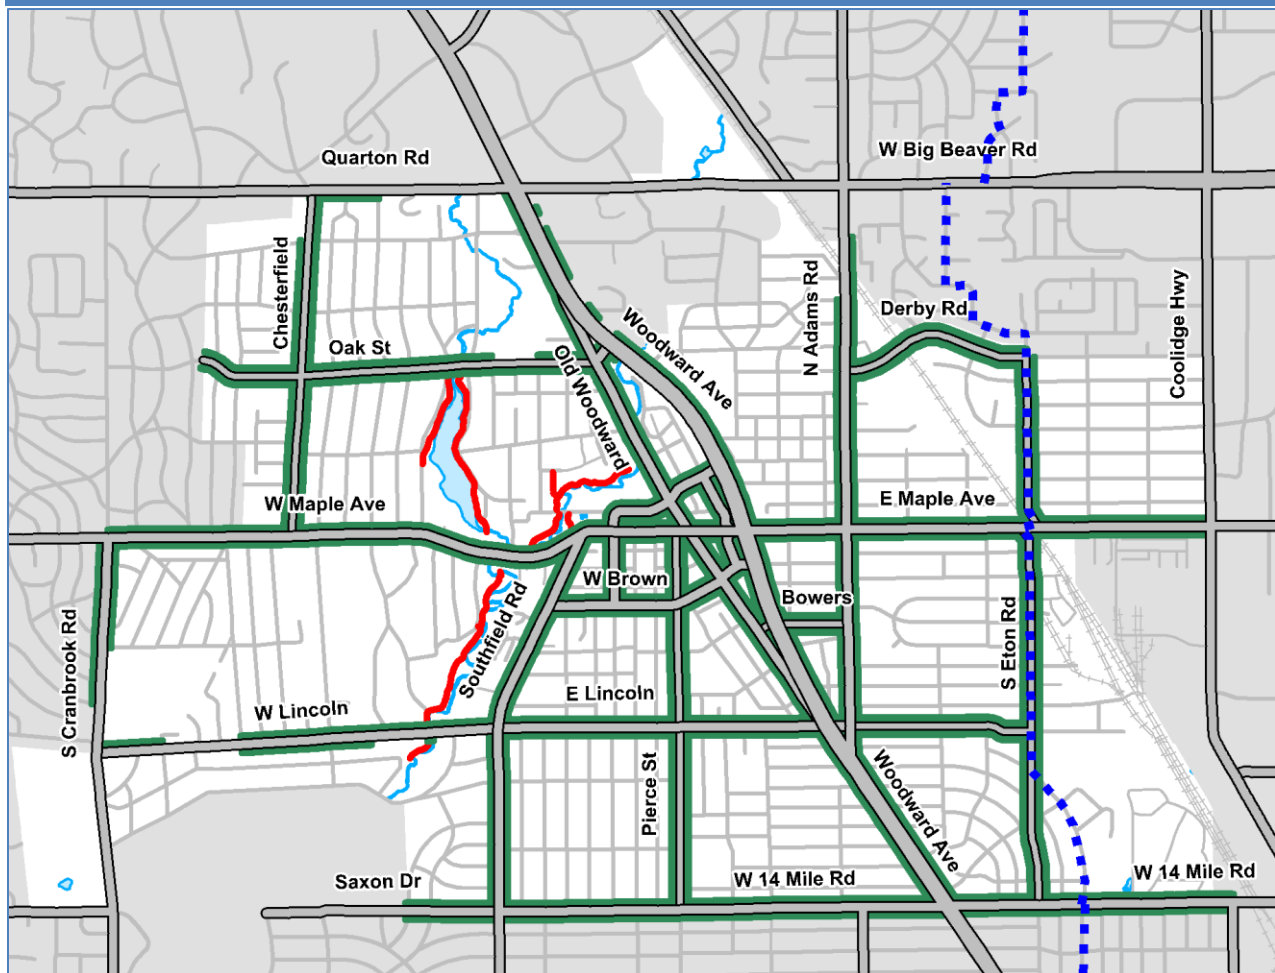 Quarton Rd
W Big Beaver Rd
Chesterfield
N Adams Rd
Coolidge Hwy
Derby Rd
Woodward Ave
Oak St
Old Woodward
W Maple Ave
E Maple Ave
W Brown
Bowers
S Cranbrook Rd
Southfield Rd
S Eton Rd
E Lincoln
W Lincoln
Pierce St
Woodward Ave
Saxon Dr
W 14 Mile Rd
W 14 Mile Rd